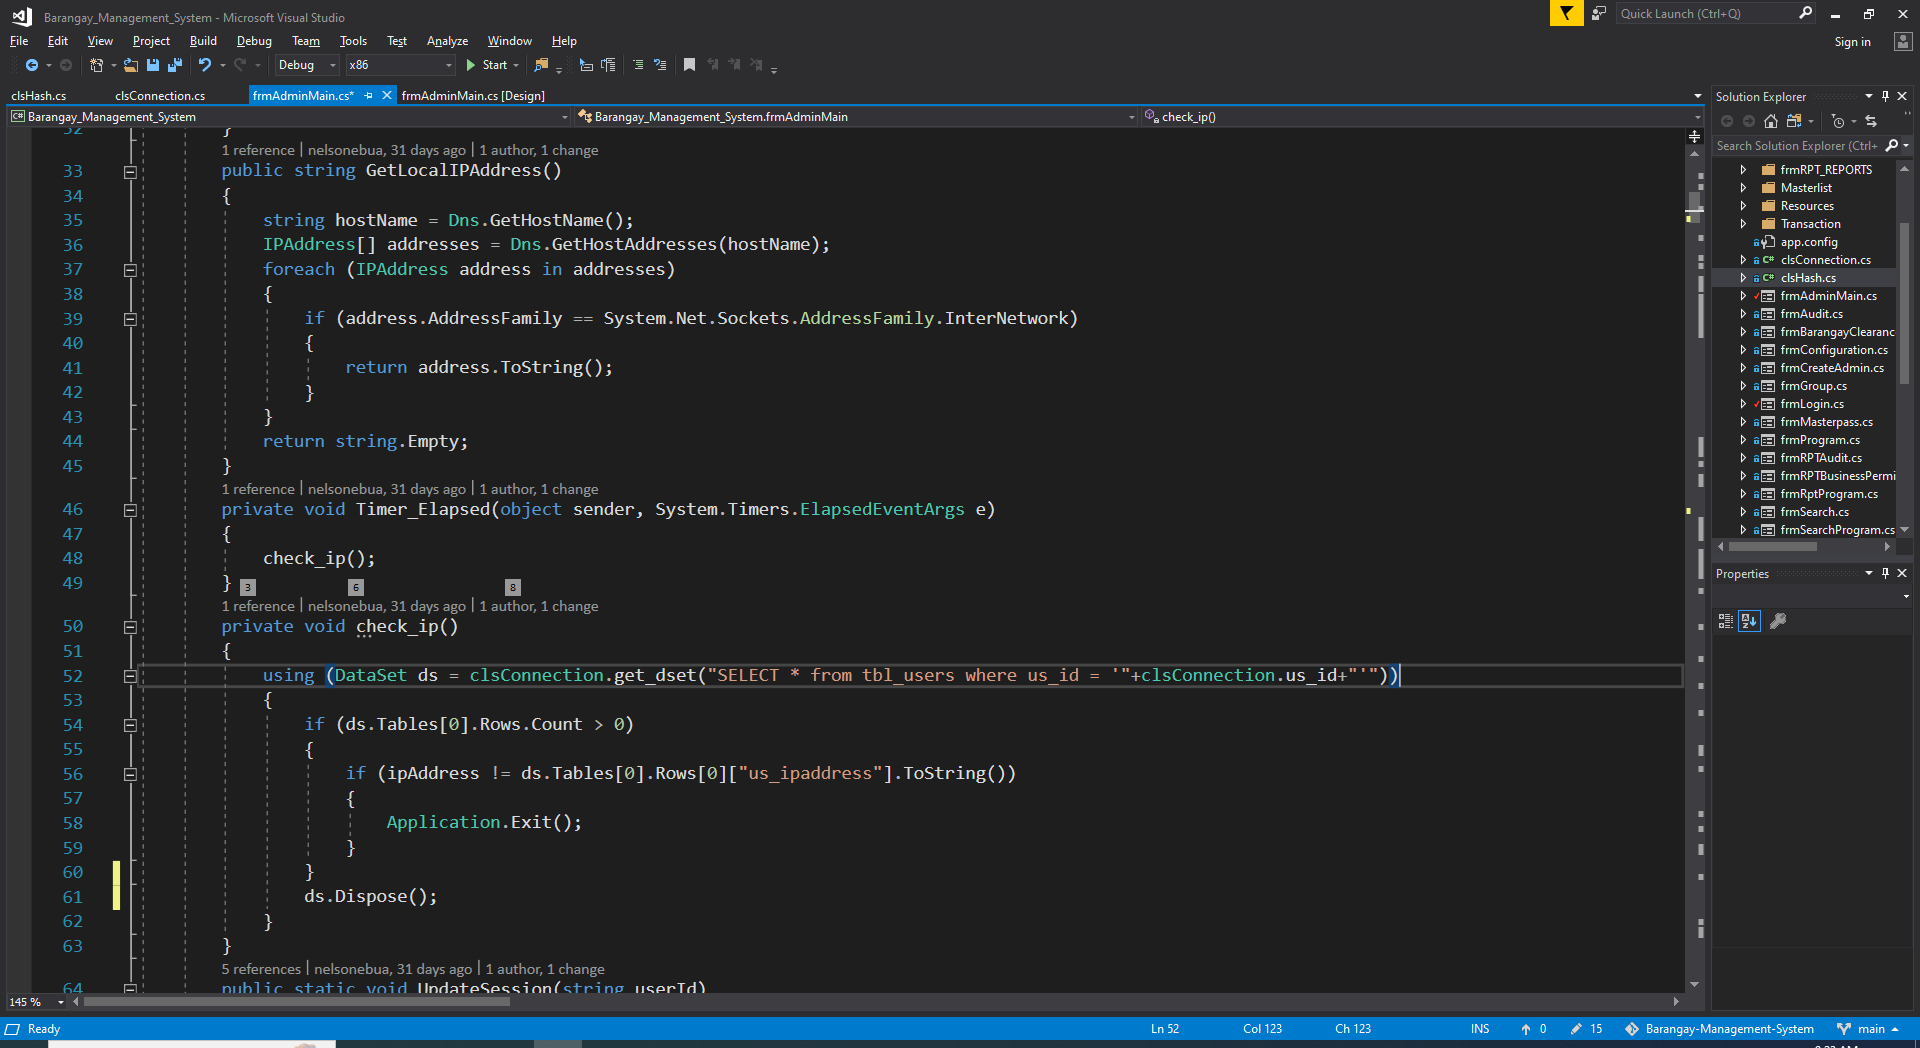 Barangay_Management_System - Microsoft Visual Studio
Quick Launch (Ctrl+Q)
File Edit View Project Build Debug Team Tools Test Analyze Window Help
Sign in
Debug x86 Start
clsHash.cs clsConnection.cs frmAdminMain.cs* frmAdminMain.cs [Design]
Barangay_Management_System Barangay_Management_System.frmAdminMain check_ip()
32 }
1 reference | nelsonebua, 31 days ago | 1 author, 1 change
33 public string GetLocalIPAddress()
34 {
35 string hostName = Dns.GetHostName();
36 IPAddress[] addresses = Dns.GetHostAddresses(hostName);
37 foreach (IPAddress address in addresses)
38 {
39 if (address.AddressFamily == System.Net.Sockets.AddressFamily.InterNetwork)
40 {
41 return address.ToString();
42 }
43 }
44 return string.Empty;
45 }
1 reference | nelsonebua, 31 days ago | 1 author, 1 change
46 private void Timer_Elapsed(object sender, System.Timers.ElapsedEventArgs e)
47 {
48 check_ip();
49 }
3 6 8
1 reference | nelsonebua, 31 days ago | 1 author, 1 change
50 private void check_ip()
51 {
52 using (DataSet ds = clsConnection.get_dset("SELECT * from tbl_users where us_id = '"+clsConnection.us_id+"'"))
53 {
54 if (ds.Tables[0].Rows.Count > 0)
55 {
56 if (ipAddress != ds.Tables[0].Rows[0]["us_ipaddress"].ToString())
57 {
58 Application.Exit();
59 }
60 }
61 ds.Dispose();
62 }
63 }
5 references | nelsonebua, 31 days ago | 1 author, 1 change
64 public static void UpdateSession(string userId)
145 %
Solution Explorer
Search Solution Explorer (Ctrl+
frmRPT_REPORTS
Masterlist
Resources
Transaction
app.config
clsConnection.cs
clsHash.cs
frmAdminMain.cs
frmAudit.cs
frmBarangayClearanc
frmConfiguration.cs
frmCreateAdmin.cs
frmGroup.cs
frmLogin.cs
frmMasterpass.cs
frmProgram.cs
frmRPTAudit.cs
frmRPTBusinessPermi
frmRptProgram.cs
frmSearch.cs
frmSearchProgram.cs
Properties
Ready Ln 52 Col 123 Ch 123 INS 0 15 Barangay-Management-System main